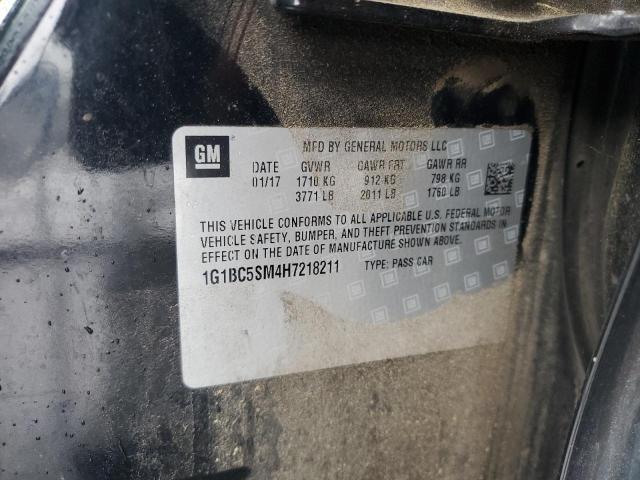 GM
MFD BY GENERAL MOTORS LLC
DATE GVWR GAWR FRT GAWR RR
01/17 1710 KG 912 KG 798 KG
3771 LB 2011 LB 1760 LB
THIS VEHICLE CONFORMS TO ALL APPLICABLE U.S. FEDERAL MOTOR
VEHICLE SAFETY, BUMPER, AND THEFT PREVENTION STANDARDS IN
EFFECT ON THE DATE OF MANUFACTURE SHOWN ABOVE.
1G1BC5SM4H7218211 TYPE: PASS CAR